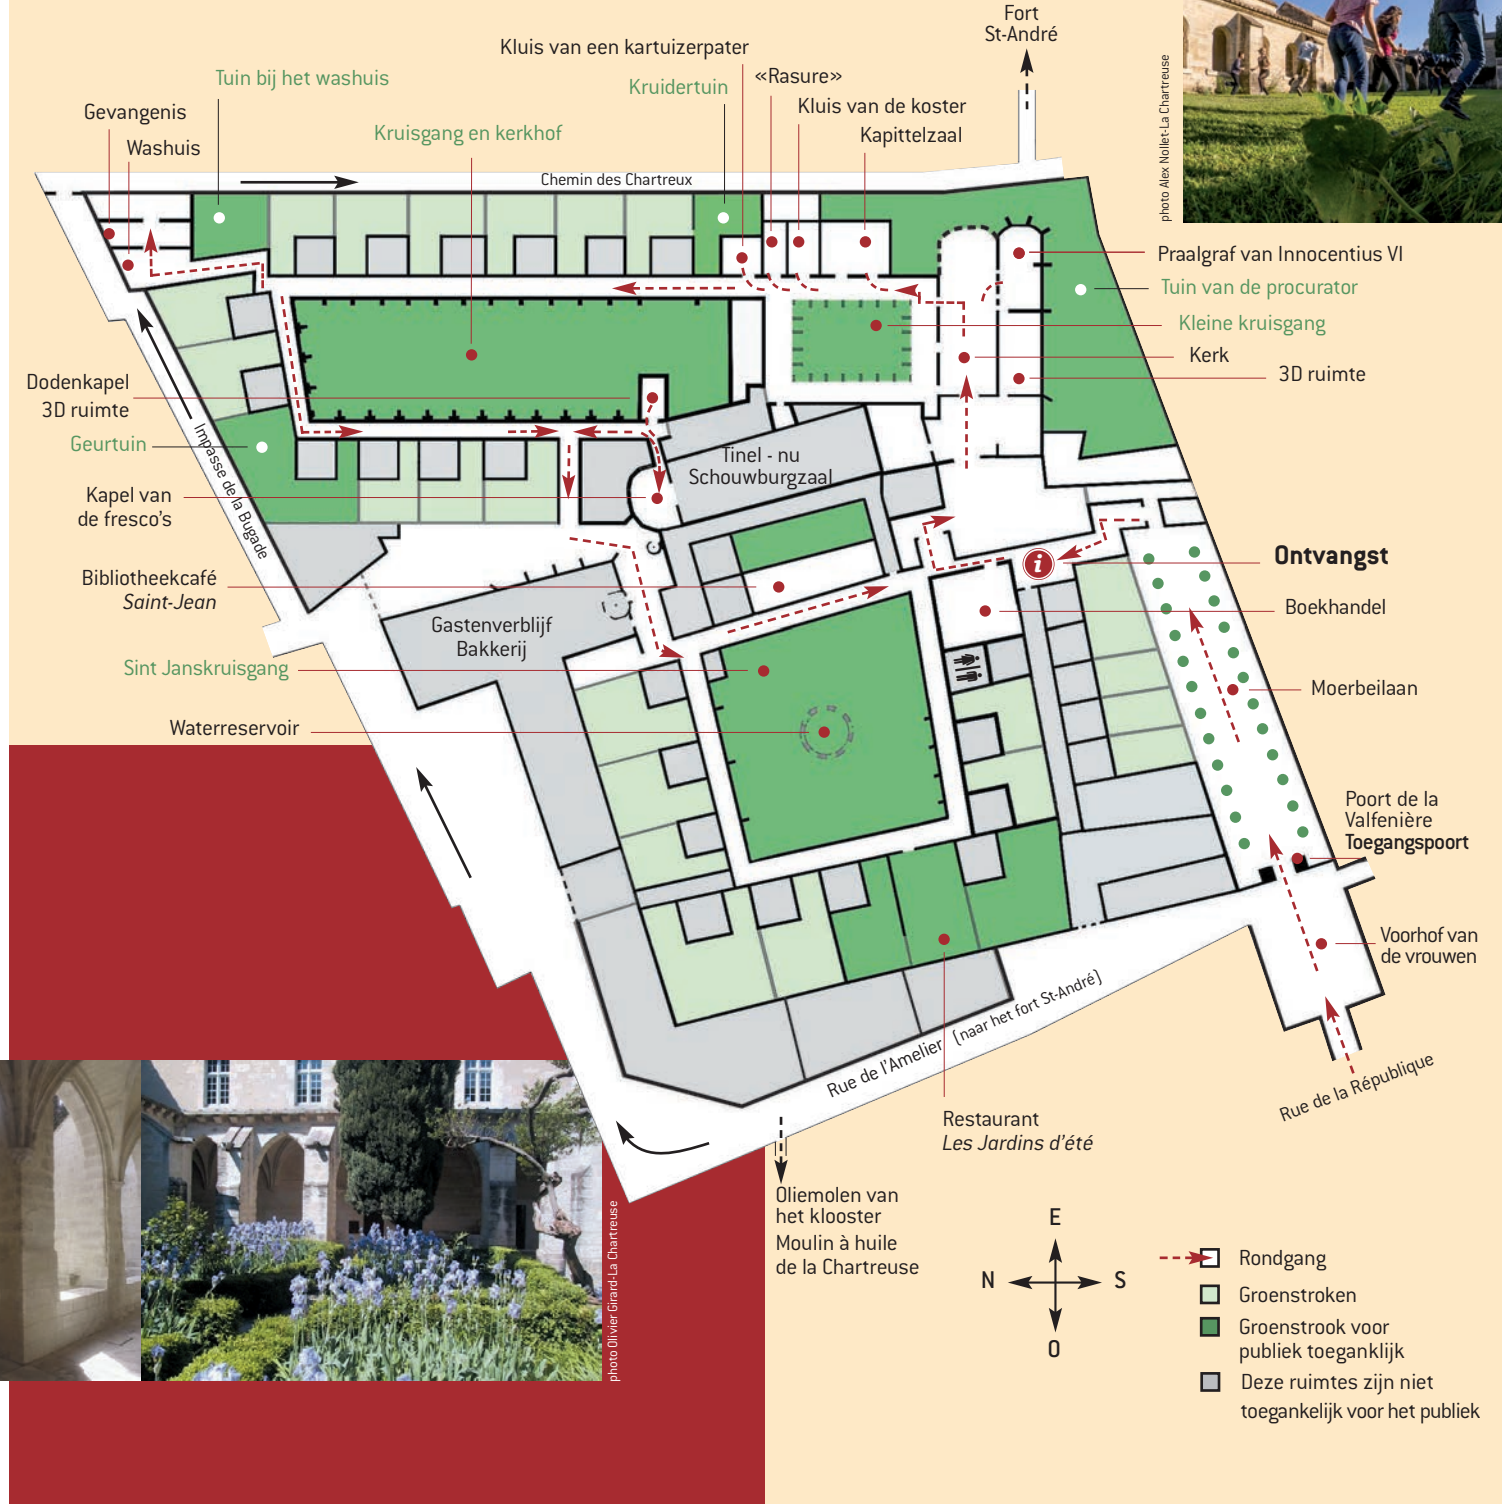 Fort
St-André
Kluis van een kartuizerpater
«Rasure»
Tuin bij het washuis
Kruidertuin
Kluis van de koster
Gevangenis
Kruisgang en kerkhof
Kapittelzaal
Washuis
photo Alex Nollet-La Chartreuse
Chemin des Chartreux
Praalgraf van Innocentius VI
Tuin van de procurator
Kleine kruisgang
Kerk
3D ruimte
Dodenkapel
3D ruimte
Geurtuin
Impasse de la Bugade
Tinel - nu
Schouwburgzaal
Kapel van
de fresco's
i
Ontvangst
Bibliotheekcafé
Saint-Jean
Boekhandel
Gastenverblijf
Bakkerij
Sint Janskruisgang
Moerbeilaan
Waterreservoir
Poort de la
Valfenière
Toegangspoort
Voorhof van
de vrouwen
Rue de l'Amelier (naar het fort St-André)
Rue de la République
Restaurant
Les Jardins d'été
Oliemolen van
het klooster
Moulin à huile
de la Chartreuse
photo Olivier Girard-La Chartreuse
E
N
S
O
Rondgang
Groenstroken
Groenstrook voor
publiek toeganklijk
Deze ruimtes zijn niet
toegankelijk voor het publiek